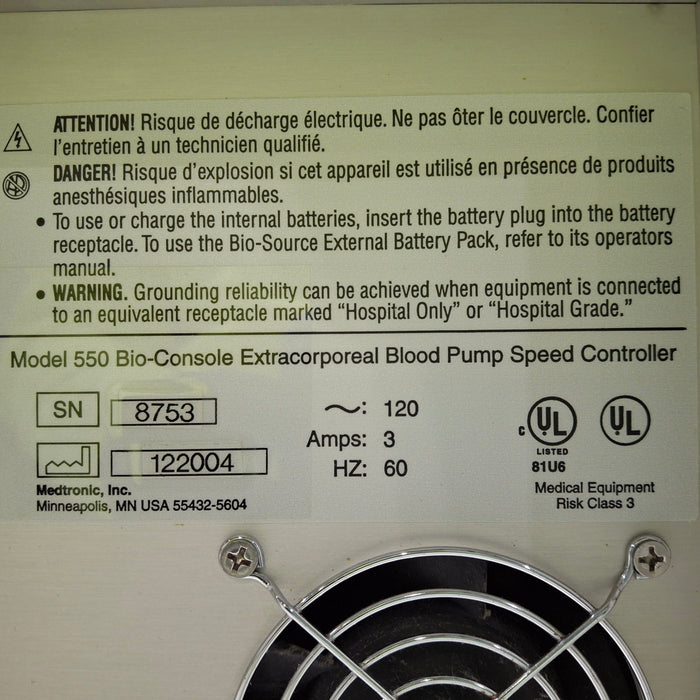 ATTENTION! Risque de décharge électrique. Ne pas ôter le couvercle. Confier
l'entretien à un technicien qualifié.
DANGER! Risque d'explosion si cet appareil est utilisé en présence de produits
anesthésiques inflammables.
• To use or charge the internal batteries, insert the battery plug into the battery
receptacle. To use the Bio-Source External Battery Pack, refer to its operators
manual.
• WARNING. Grounding reliability can be achieved when equipment is connected
to an equivalent receptacle marked “Hospital Only” or “Hospital Grade.”
Model 550 Bio-Console Extracorporeal Blood Pump Speed Controller
SN 8753
122004
Medtronic, Inc.
Minneapolis, MN USA 55432-5604
~: 120
Amps: 3
HZ: 60
c UL UL
LISTED
81U6
Medical Equipment
Risk Class 3